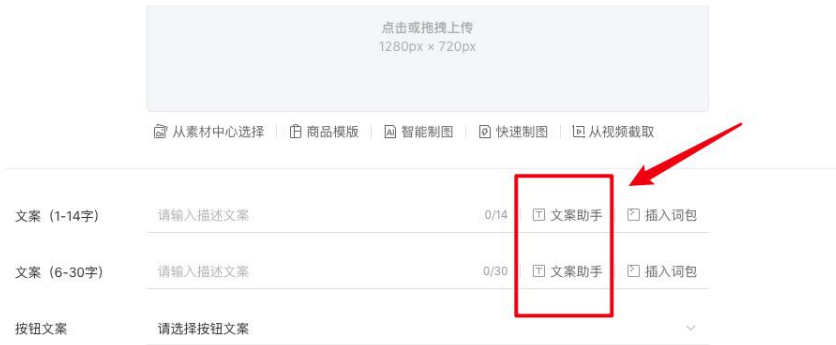 点击或拖拽上传
1280px × 720px
从素材中心选择 商品模版 AI 智能制图 快速制图 从视频截取
文案（1-14字） 请输入描述文案 0/14 T 文案助手 插入词包
文案（6-30字） 请输入描述文案 0/30 T 文案助手 插入词包
按钮文案 请选择按钮文案